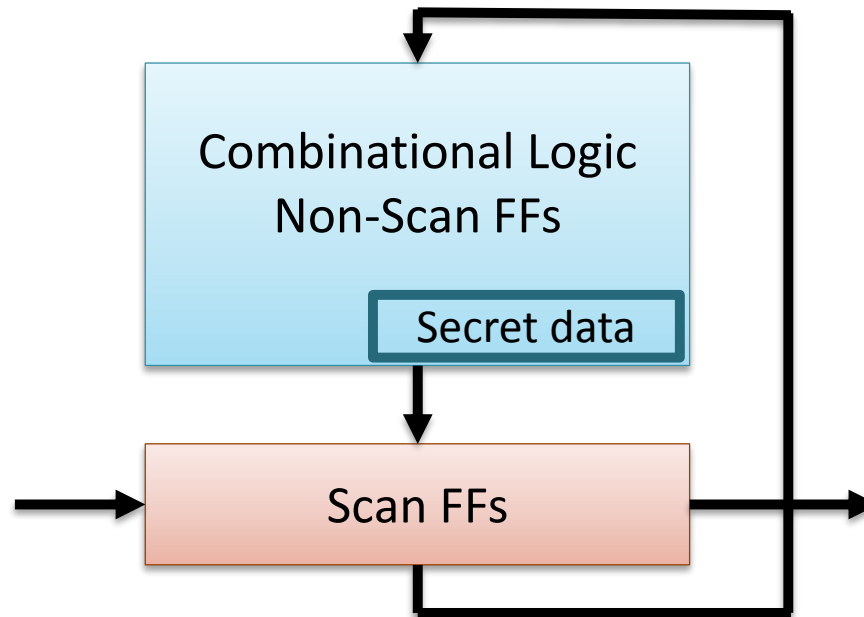 Combinational Logic
Non-Scan FFs
Secret data
Scan FFs